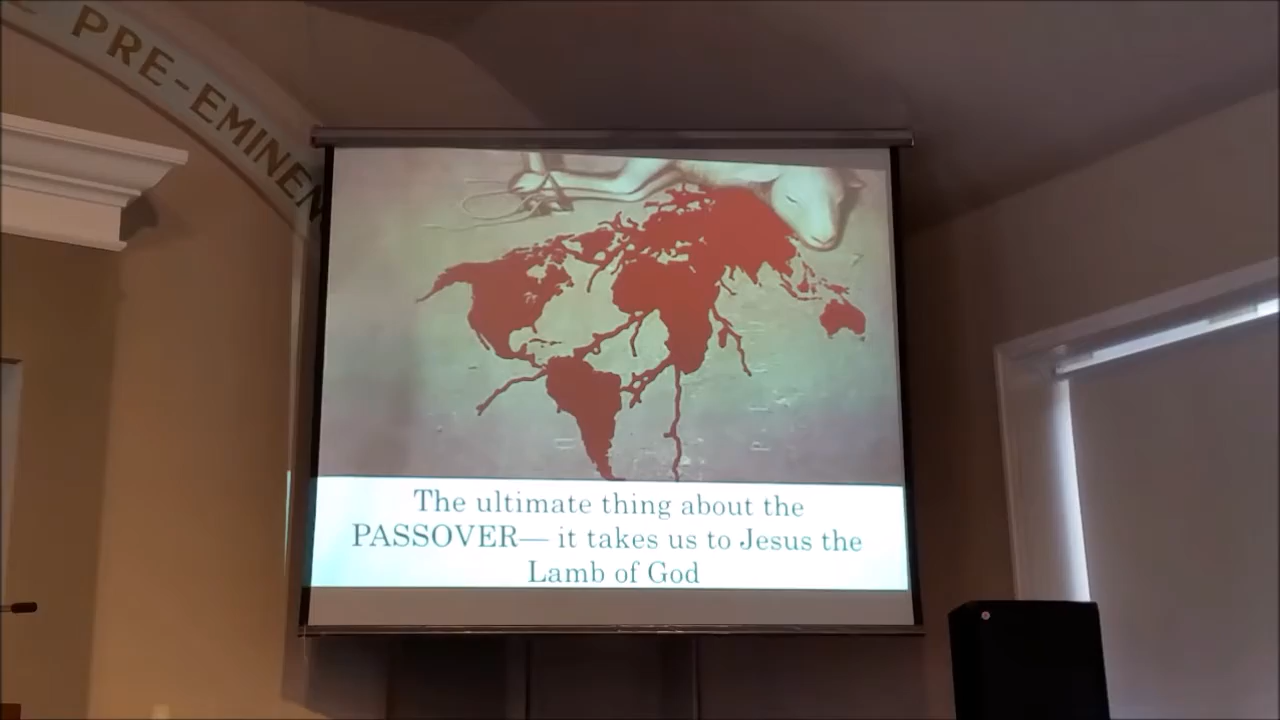 PRE-EMINEN
The ultimate thing about the
PASSOVER— it takes us to Jesus the
Lamb of God